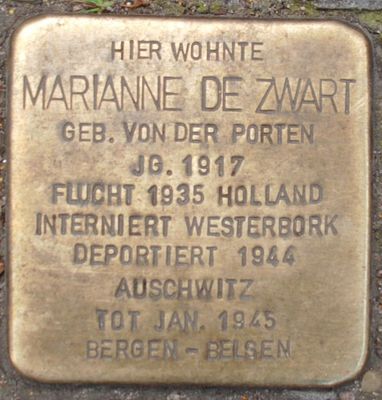 HIER WOHNTE
MARIANNE DE ZWART
GEB. VON DER PORTEN
JG. 1917
FLUCHT 1935 HOLLAND
INTERNIERT WESTERBORK
DEPORTIERT 1944
AUSCHWITZ
TOT JAN. 1945
BERGEN - BELSEN